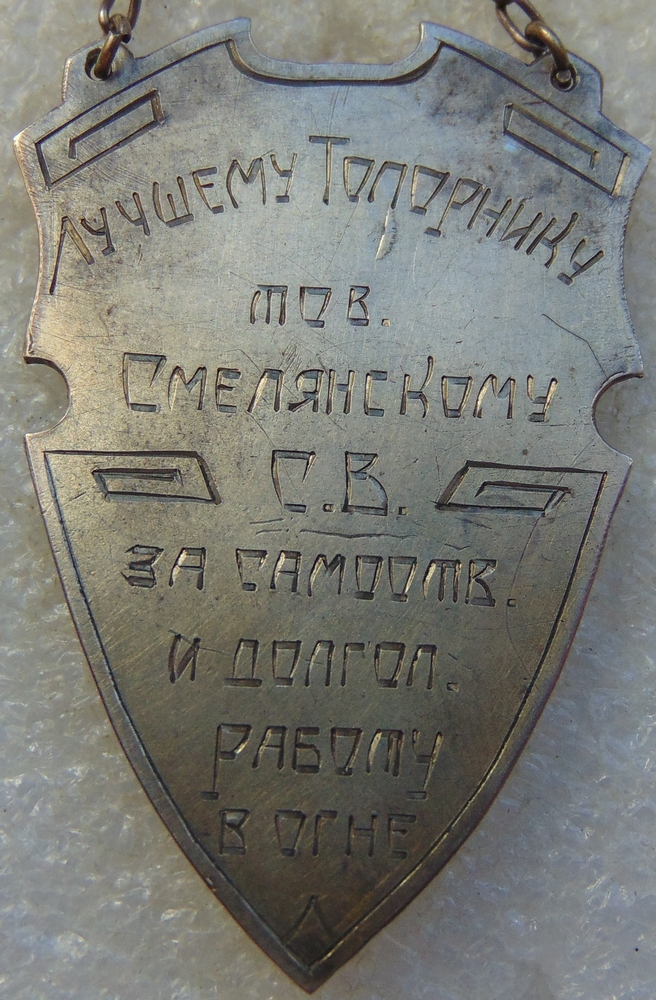 Лучшему Топорнику
тов.
Смелянскому
С.В.
за самоотв.
и долгол.
работу
в огне